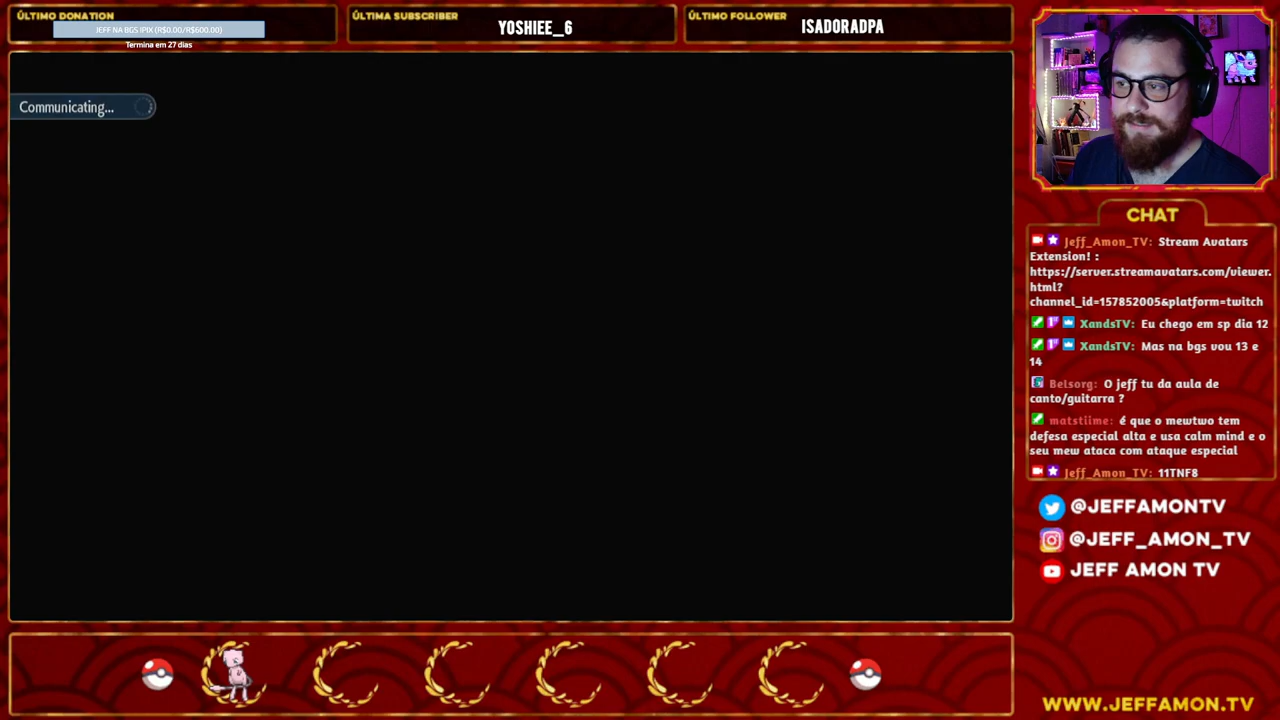 ÚLTIMO DONATION
JEFF NA BGS !PIX (R$0.00/R$600.00)
Termina em 27 dias
ÚLTIMA SUBSCRIBER
YOSHIEE_6
ÚLTIMO FOLLOWER
ISADORADPA
Communicating...
CHAT
Jeff_Amon_TV: Stream Avatars
Extension! :
https://server.streamavatars.com/viewer.
html?
channel_id=157852005&platform=twitch
XandsTV: Eu chego em sp dia 12
XandsTV: Mas na bgs vou 13 e
14
Belsorg: O jeff tu da aula de
canto/guitarra ?
matstiime: é que o mewtwo tem
defesa especial alta e usa calm mind e o
seu mew ataca com ataque especial
Jeff_Amon_TV: 11TNF8
@JEFFAMONTV
@JEFF_AMON_TV
JEFF AMON TV
WWW.JEFFAMON.TV